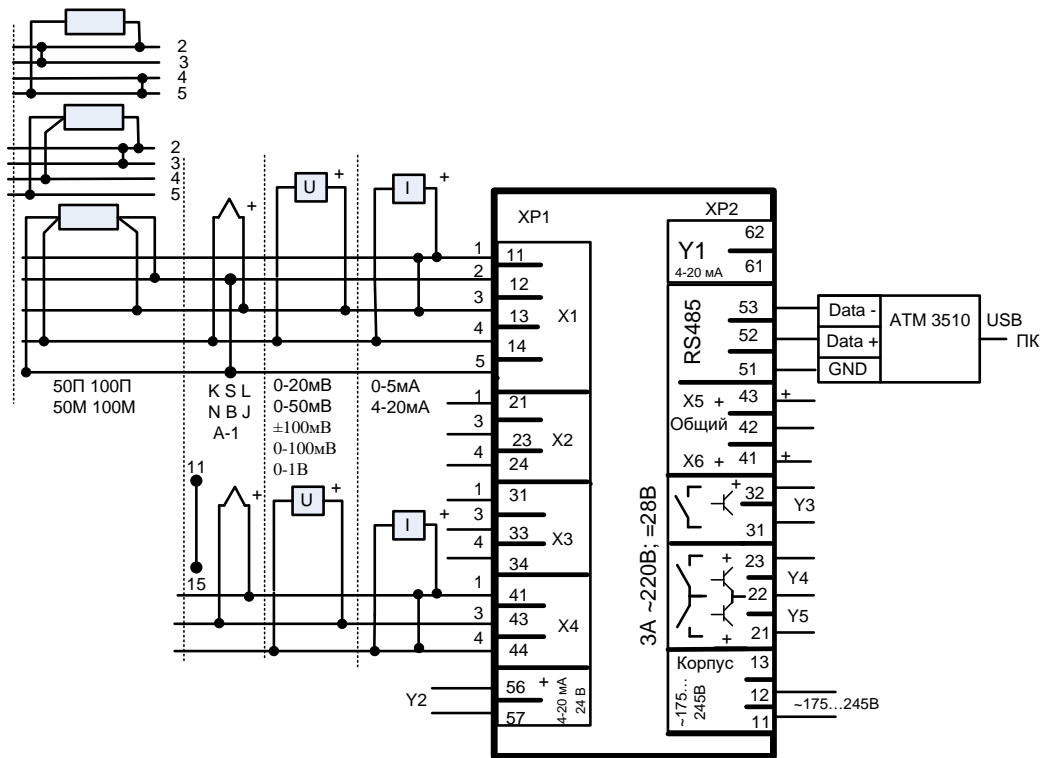 2
3
4
5
2
3
4
5
+
U +
I +
1
2
3
4
5
50П 100П
50М 100М
K S L
N B J
A-1
0-20мВ
0-50мВ
±100мВ
0-100мВ
0-1В
0-5мА
4-20мА
11
15
+
U +
I +
1
3
4
1
3
4
1
3
4
Y2
XP1
11
12
13
14
X1
21
23
24
X2
31
33
34
X3
41
43
44
X4
56 +
57
4-20 мА
24 В
XP2
62
Y1
4-20 мА
61
RS485
53
52
51
X5 + 43
Общий 42
X6 + 41
3А ~220В; =28В
+
32
31
+
23
22
21
+
Корпус 13
12
11
~175...
245В
Data -
Data +
GND
ATM 3510
USB
ПК
+
+
Y3
Y4
Y5
~175...245В